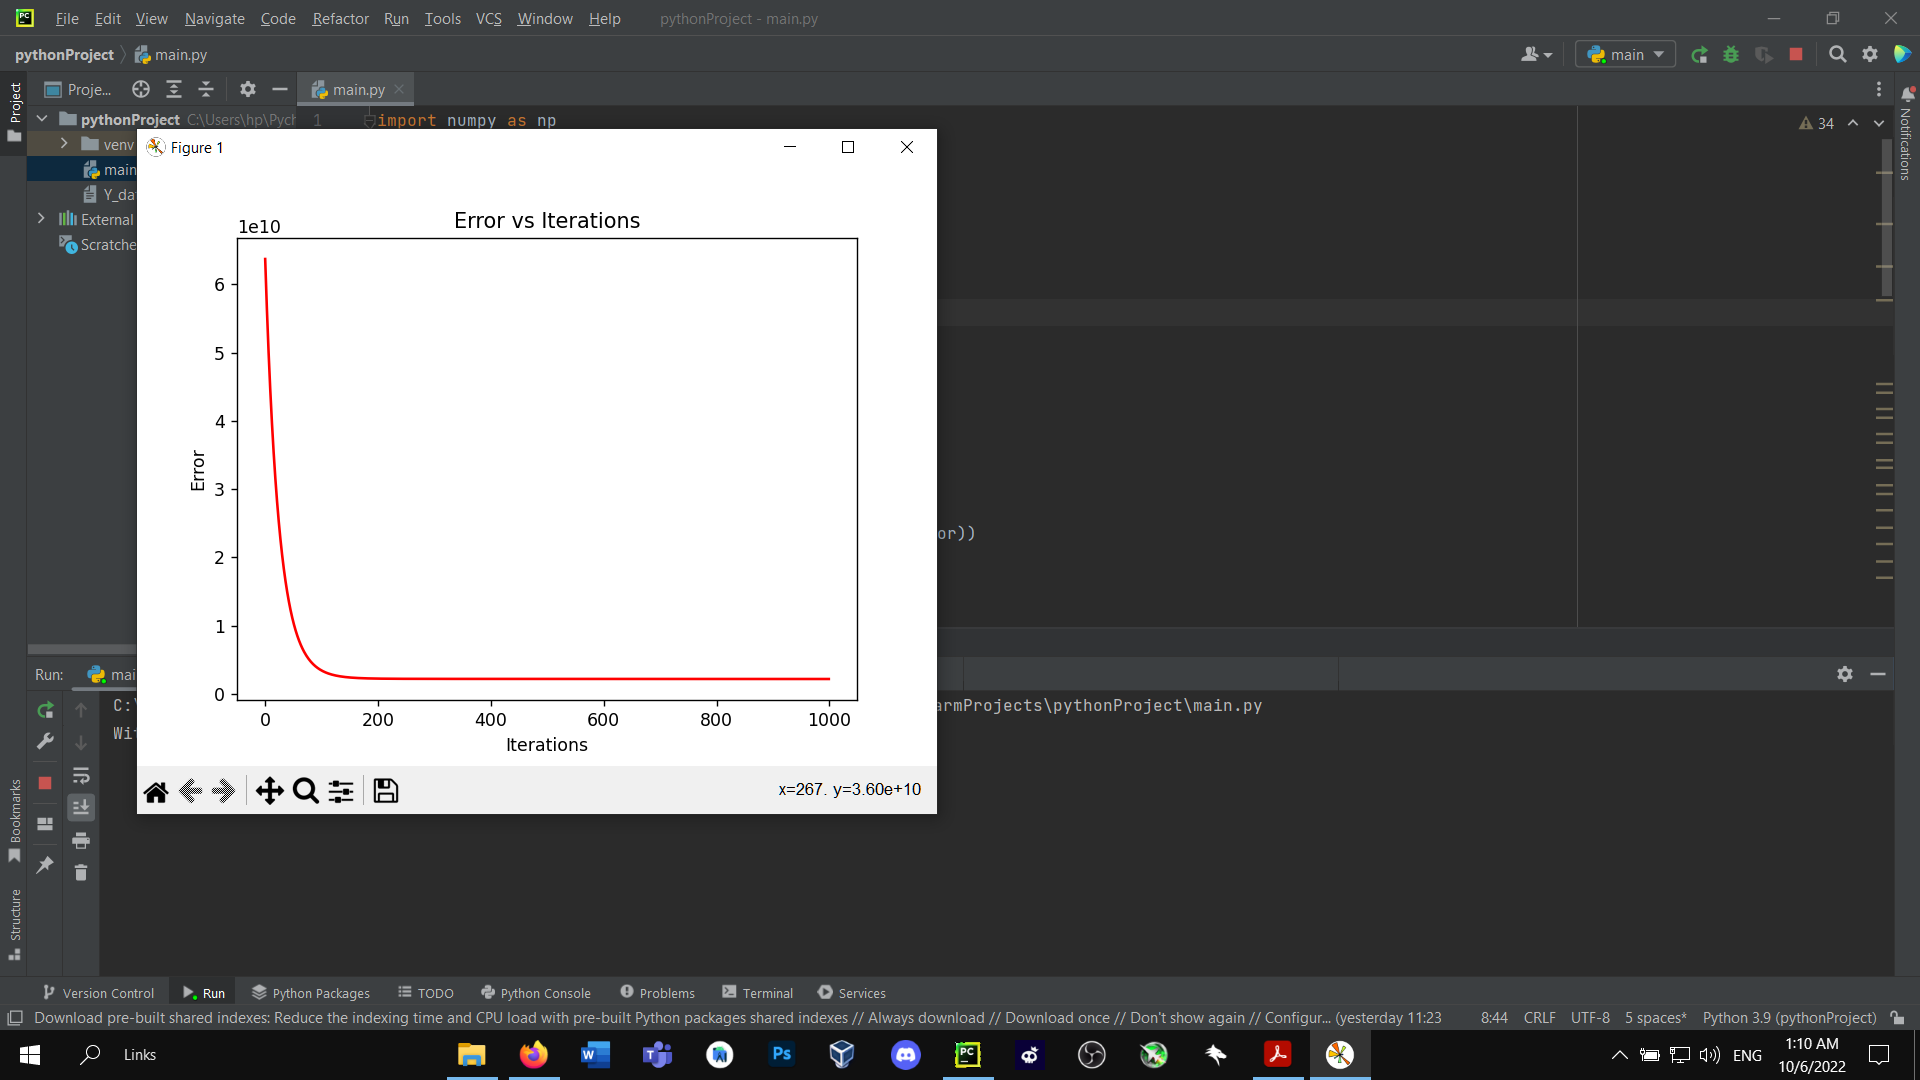 File Edit View Navigate Code Refactor Run Tools VCS Window Help pythonProject - main.py
pythonProject main.py main
Project Proje... main.py
pythonProject C:\Users\hp\Pych 1 import numpy as np 34
venv
main
Y_da
External
Scratche
Notifications
Figure 1
Error vs Iterations
1e10
6
5
4
3
2
1
0
Error
0 200 400 600 800 1000
Iterations
x=267. y=3.60e+10
or))
Run: mai
C:\ armProjects\pythonProject\main.py
Wi
Bookmarks
Structure
Version Control Run Python Packages TODO Python Console Problems Terminal Services
Download pre-built shared indexes: Reduce the indexing time and CPU load with pre-built Python packages shared indexes // Always download // Download once // Don't show again // Configur... (yesterday 11:23 8:44 CRLF UTF-8 5 spaces* Python 3.9 (pythonProject)
Links ENG 1:10 AM
10/6/2022